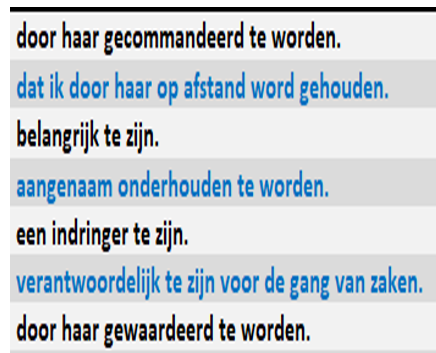 door haar gecommandeerd te worden.
dat ik door haar op afstand word gehouden.
belangrijk te zijn.
aangenaam onderhouden te worden.
een indringer te zijn.
verantwoordelijk te zijn voor de gang van zaken.
door haar gewaardeerd te worden.